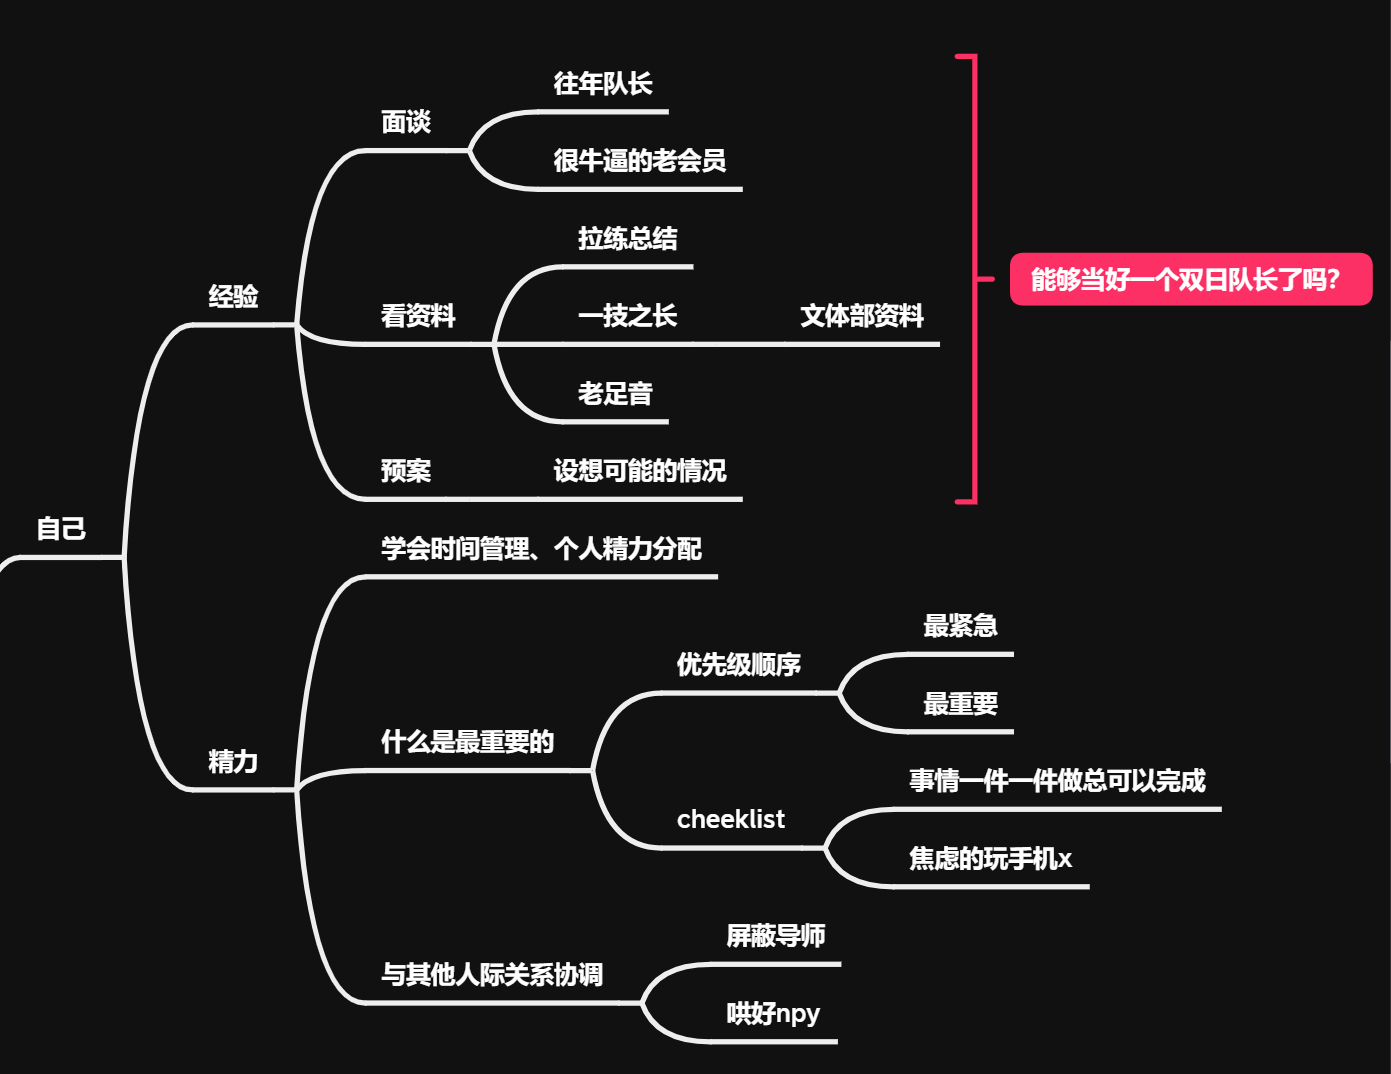 往年队长
面谈
很牛逼的老会员
拉练总结
能够当好一个双日队长了吗?
经验
看资料
一技之长
文体部资料
老足音
预案
设想可能的情况
自己
学会时间管理、个人精力分配
最紧急
优先级顺序
最重要
什么是最重要的
精力
事情一件一件做总可以完成
cheeklist
焦虑的玩手机x
屏蔽导师
与其他人际关系协调
哄好npy